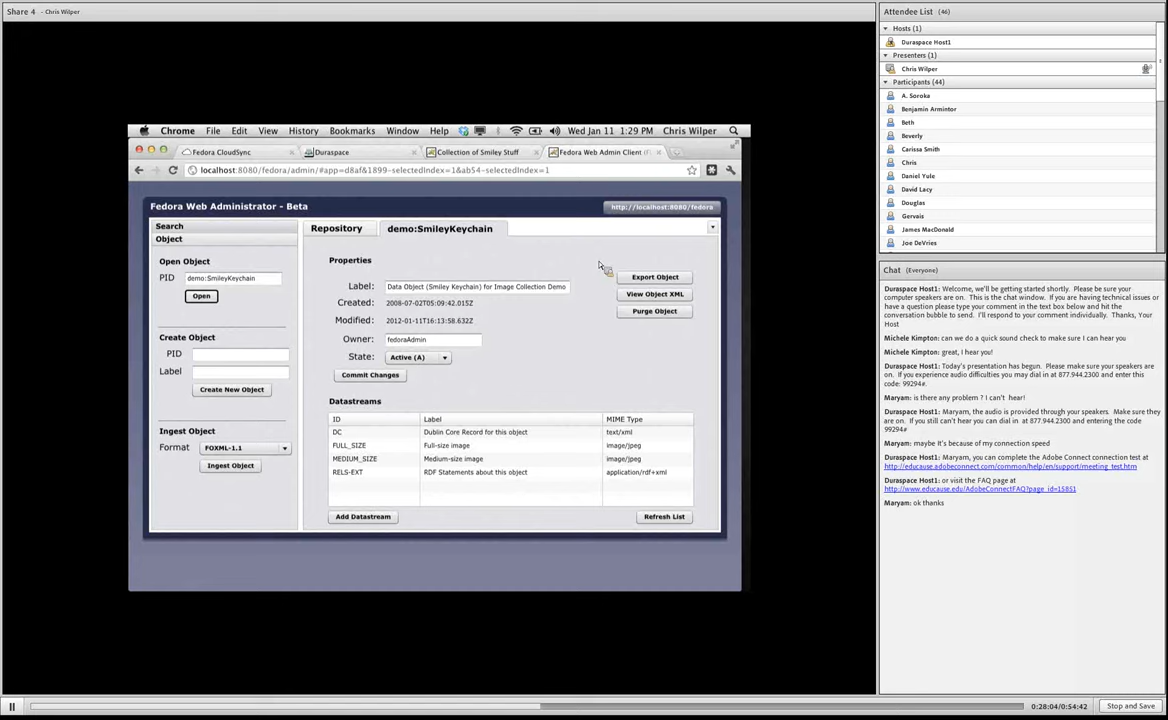 Share 4 - Chris Wilper
Chrome File Edit View History Bookmarks Window Help Wed Jan 11 1:29 PM Chris Wilper
Fedora CloudSync
Duraspace
Collection of Smiley Stuff
Fedora Web Admin Client (F
localhost:8080/fedora/admin/#app=d8af&1899-selectedIndex=1&ab54-selectedIndex=1
Fedora Web Administrator - Beta
http://localhost:8080/fedora
Search
Object
Open Object
PID demo:SmileyKeychain
Open
Create Object
PID
Label
Create New Object
Ingest Object
Format FOXML-1.1
Ingest Object
Repository
demo:SmileyKeychain
Properties
Label: Data Object (Smiley Keychain) for Image Collection Demo
Created: 2008-07-02T05:09:42.015Z
Modified: 2012-01-11T16:13:58.632Z
Owner: fedoraAdmin
State: Active (A)
Commit Changes
Export Object
View Object XML
Purge Object
Datastreams
ID Label MIME Type
DC Dublin Core Record for this object text/xml
FULL_SIZE Full-size image image/jpeg
MEDIUM_SIZE Medium-size image image/jpeg
RELS-EXT RDF Statements about this object application/rdf+xml
Add Datastream
Refresh List
Attendee List (46)
Hosts (1)
Duraspace Host1
Presenters (1)
Chris Wilper
Participants (44)
A. Soroka
Benjamin Armintor
Beth
Beverly
Carissa Smith
Chris
Daniel Yule
David Lacy
Douglas
Gervais
James MacDonald
Joe DeVries
Chat (Everyone)
Duraspace Host1: Welcome, we'll be getting started shortly. Please be sure your
computer speakers are on. This is the chat window. If you are having technical issues or
have a question please type your comment in the text box below and hit the
conversation bubble to send. I'll respond to your comment individually. Thanks, Your
Host
Michele Kimpton: can we do a quick sound check to make sure I can hear you
Michele Kimpton: great, I hear you!
Duraspace Host1: Today's presentation has begun. Please make sure your speakers are
on. If you experience audio difficulties you may dial in at 877.944.2300 and enter this
code: 99294#.
Maryam: is there any problem ? I can't hear!
Duraspace Host1: Maryam, the audio is provided through your speakers. Make sure they
are on. If you still can't hear you can dial in at 877.944.2300 and entering the code
99294#
Maryam: maybe it's because of my connection speed
Duraspace Host1: Maryam, you can complete the Adobe Connect connection test at
http://educause.adobeconnect.com/common/help/en/support/meeting_test.htm
Duraspace Host1: or visit the FAQ page at
http://www.educause.edu/AdobeConnectFAQ?page_id=15851
Maryam: ok thanks
0:28:04/0:54:42
Stop and Save